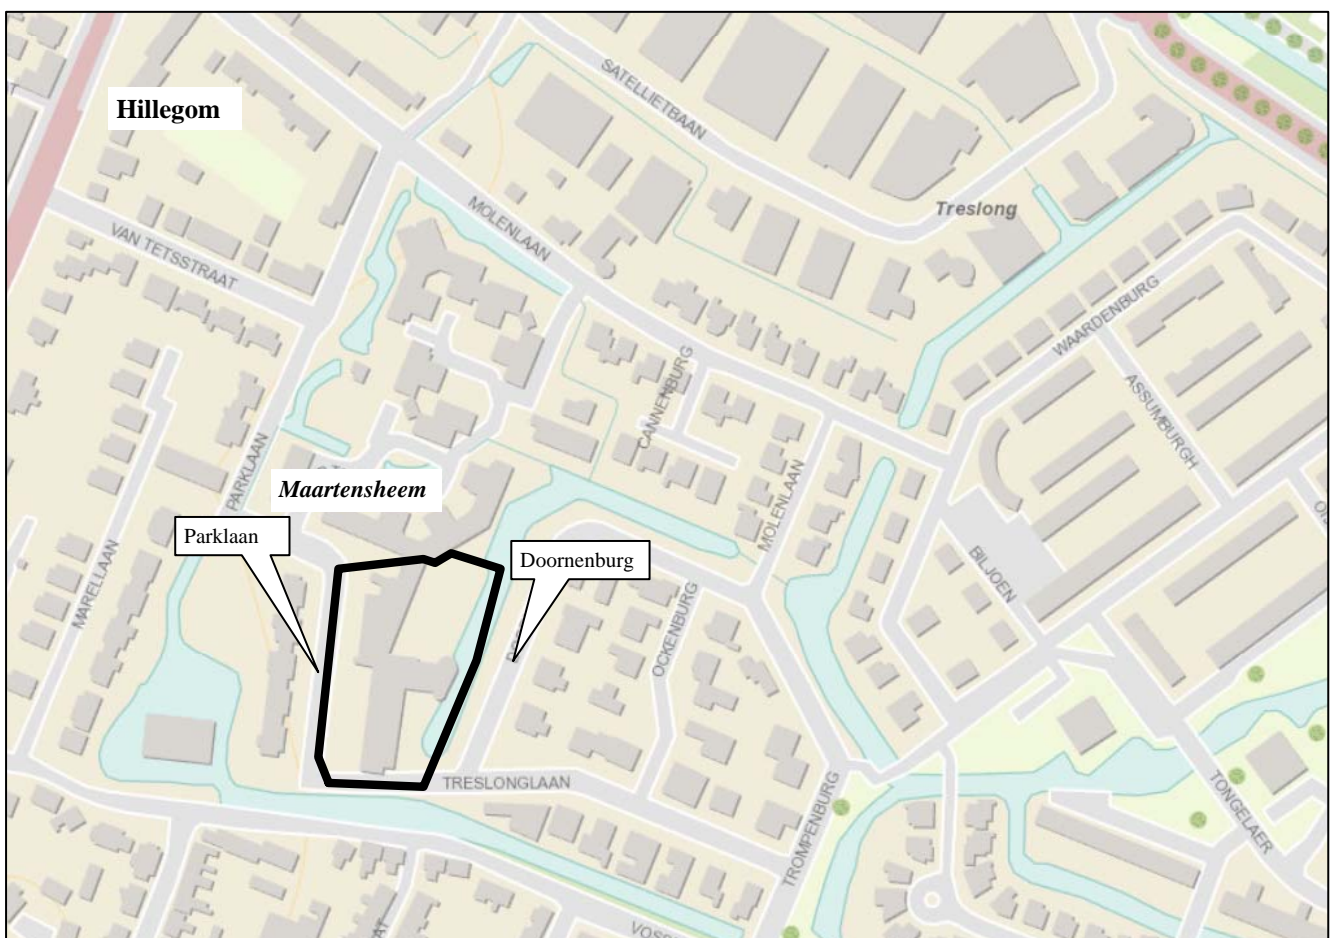 Hillegom
SATELLIETBAAN
Treslong
MOLENLAAN
VAN TETSSTRAAT
WAARDENBURG
CANNENBURG
ASSUMBURGH
PARKLAAN
Maartensheem
MOLENLAAN
Parklaan
Doornenburg
BILJOEN
MARELLAAN
OCKENBURG
TRESLONGLAAN
TROMPENBURG
TONGELAER